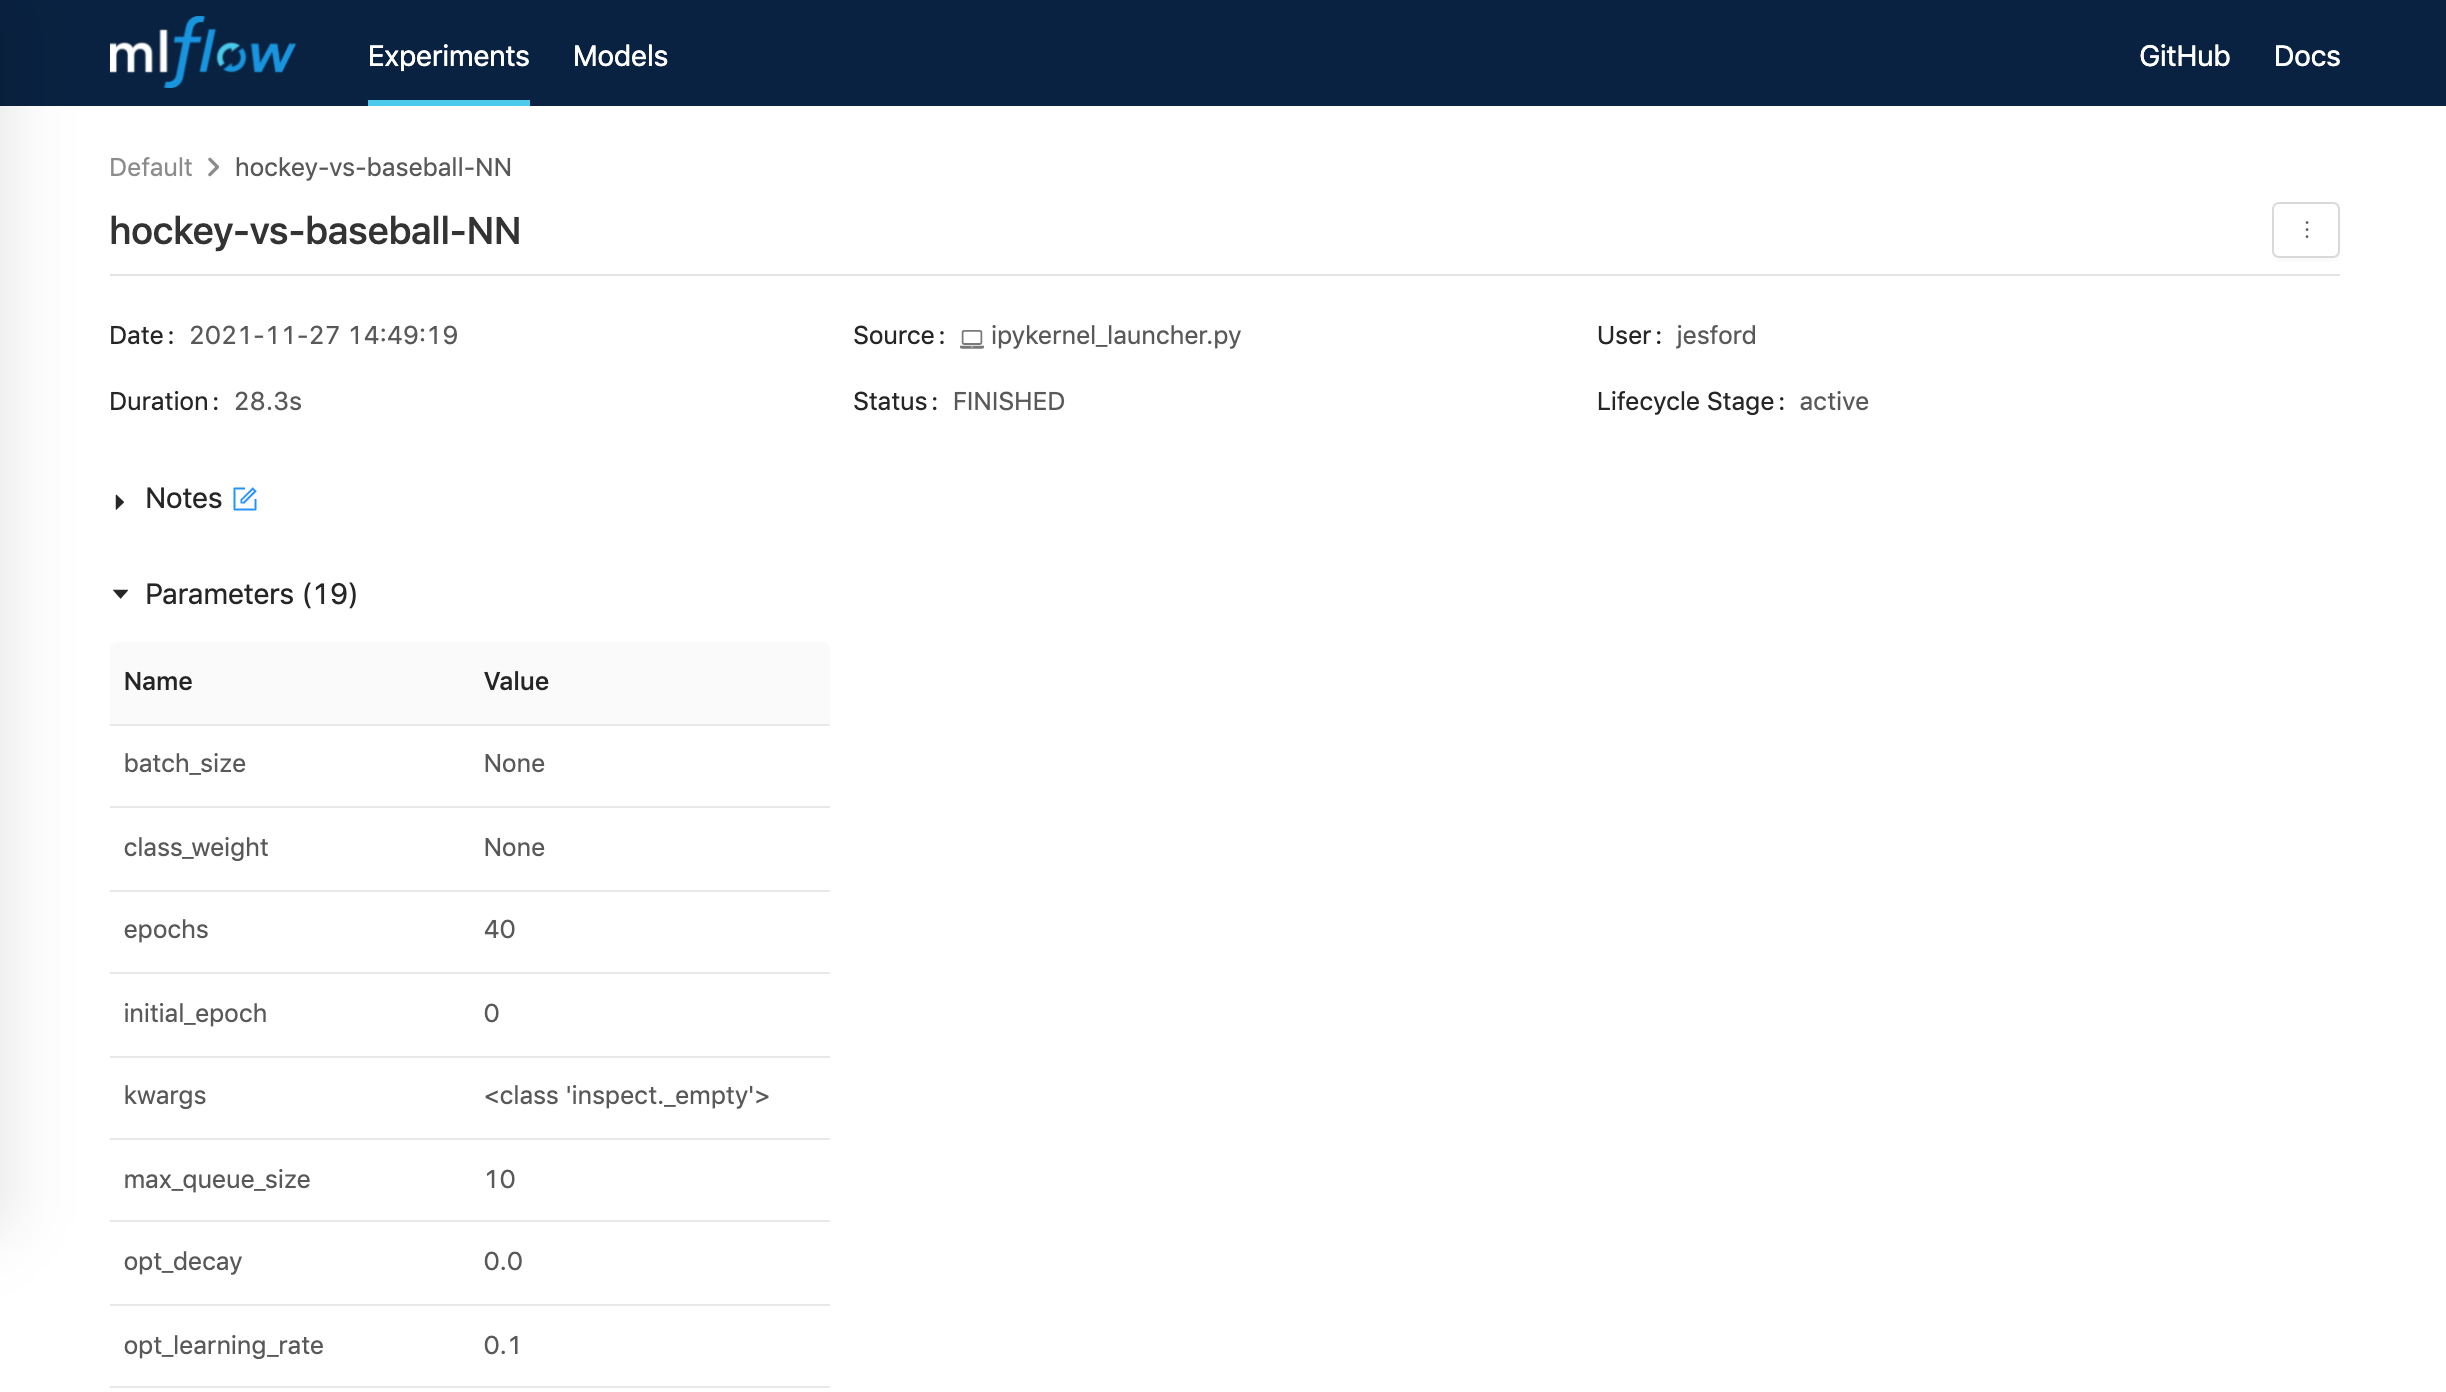 mlflow Experiments Models GitHub Docs
Default > hockey-vs-baseball-NN
hockey-vs-baseball-NN
Date: 2021-11-27 14:49:19 Source: ipykernel_launcher.py User: jesford
Duration: 28.3s Status: FINISHED Lifecycle Stage: active
Notes
Parameters (19)
Name Value
batch_size None
class_weight None
epochs 40
initial_epoch 0
kwargs <class 'inspect._empty'>
max_queue_size 10
opt_decay 0.0
opt_learning_rate 0.1